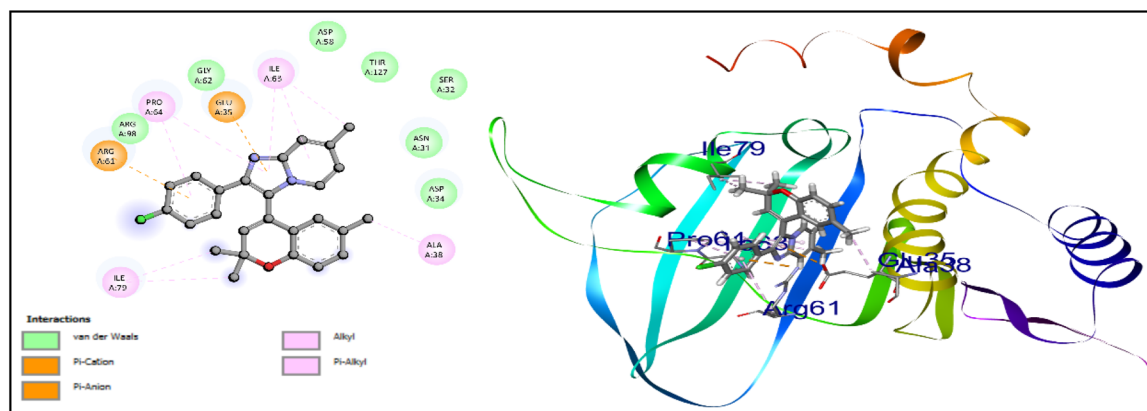 ASP
A:58
THR
A:127
ILE
A:63
GLY
A:62
SER
A:32
PRO
A:64
GLU
A:35
ARG
A:98
ARG
A:61
ASN
A:31
ASP
A:34
ALA
A:38
ILE
A:79
Interactions
van der Waals
Pi-Cation
Pi-Anion
Alkyl
Pi-Alkyl
Ile79
Glu35
Ala38
Arg61